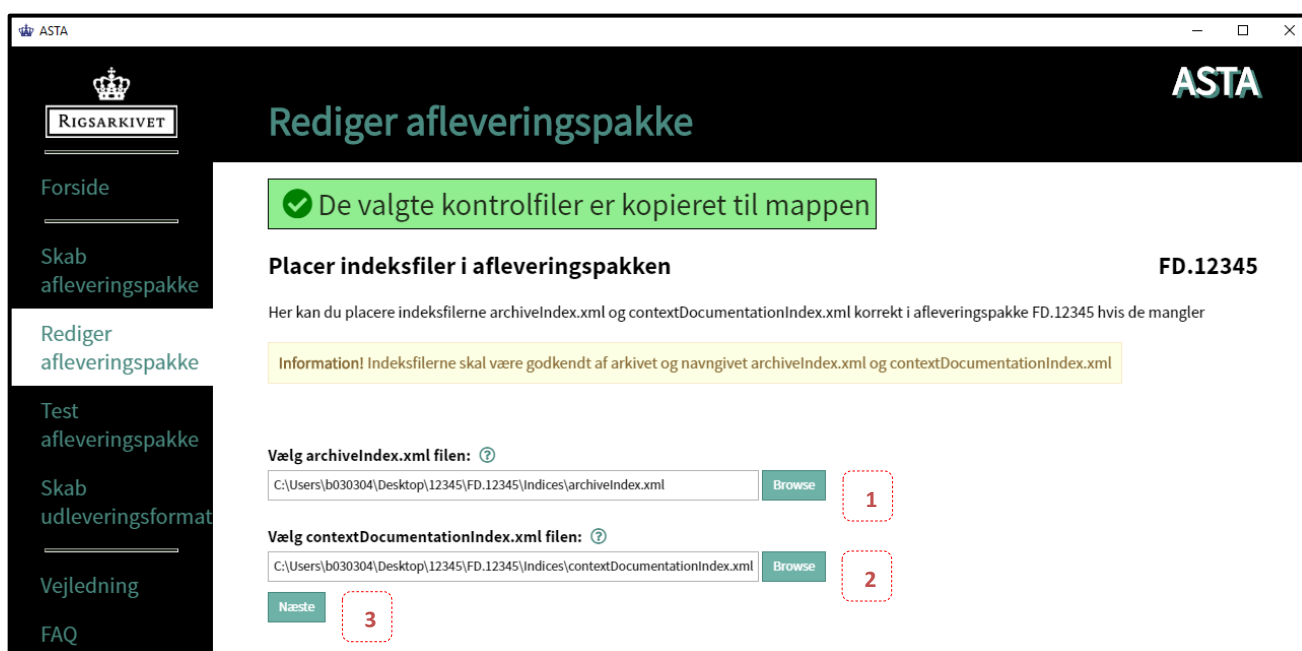 ASTA
RIGSARKIVET
ASTA
Rediger afleveringspakke
Forside
Skab
afleveringspakke
Rediger
afleveringspakke
Test
afleveringspakke
Skab
udleveringsformat
Vejledning
FAQ
De valgte kontrolfiler er kopieret til mappen
Placer indeksfiler i afleveringspakken
FD.12345
Her kan du placere indeksfilerne archiveIndex.xml og contextDocumentationIndex.xml korrekt i afleveringspakke FD.12345 hvis de mangler
Information! Indeksfilerne skal være godkendt af arkivet og navngivet archiveIndex.xml og contextDocumentationIndex.xml
Vælg archiveIndex.xml filen: ?
C:\Users\b030304\Desktop\12345\FD.12345\Indices\archiveIndex.xml
Browse
1
Vælg contextDocumentationIndex.xml filen: ?
C:\Users\b030304\Desktop\12345\FD.12345\Indices\contextDocumentationIndex.xml
Browse
2
Næste
3